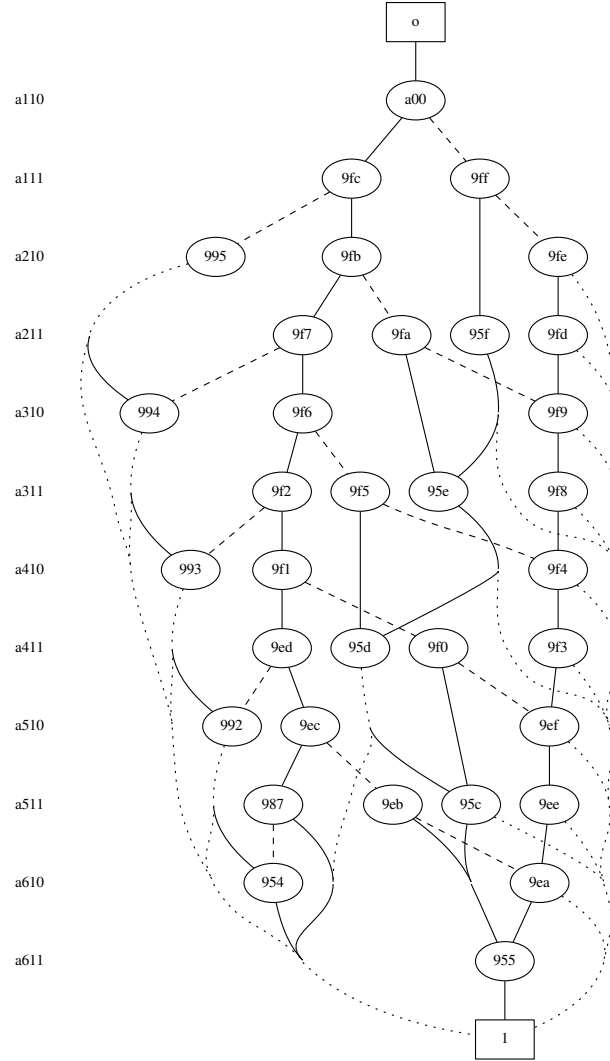 o
a110 a00
a111 9fc 9ff
a210 995 9fb 9fe
a211 9f7 9fa 95f 9fd
a310 994 9f6 9f9
a311 9f2 9f5 95e 9f8
a410 993 9f1 9f4
a411 9ed 95d 9f0 9f3
a510 992 9ec 9ef
a511 987 9eb 95c 9ee
a610 954 9ea
a611 955
1